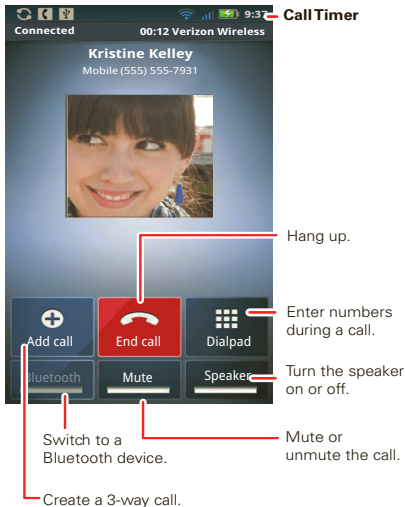 9:37
Call Timer
Connected
00:12 Verizon Wireless
Kristine Kelley
Mobile (555) 555-7931
Hang up.
Add call
End call
Dialpad
Enter numbers
during a call.
Bluetooth
Mute
Speaker
Turn the speaker
on or off.
Switch to a
Bluetooth device.
Mute or
unmute the call.
Create a 3-way call.